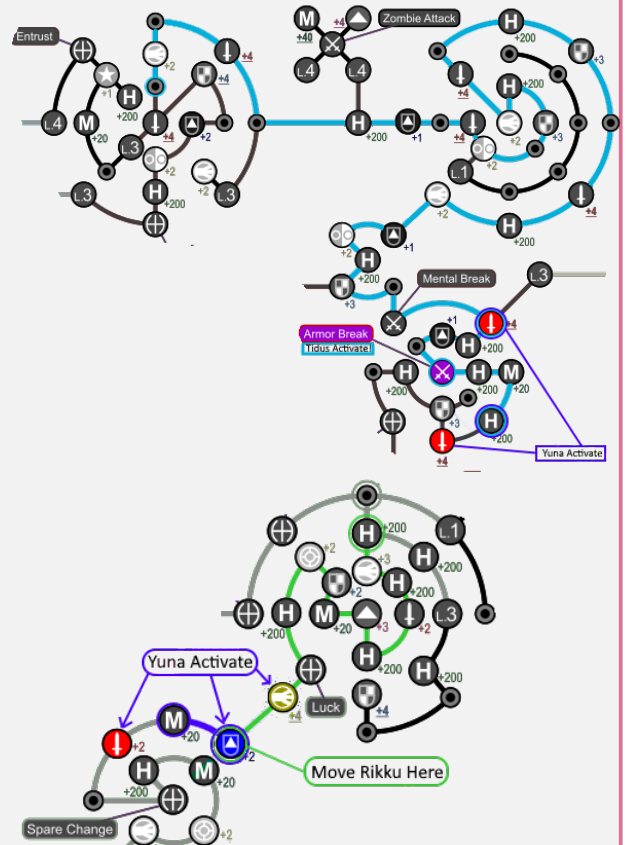 Entrust
M
+40
+4
Zombie Attack
L.4
L.4
+2
+4
+4
+1
H
+200
L.4
M
+20
L.3
+4
+2
+2
H
+200
L.3
+2
L.3
H
+200
+1
H
+200
+3
+4
H
+200
+4
+2
+3
+2
L.1
+2
+4
H
+200
+2
+1
H
+200
+3
Mental Break
L.3
+4
Armor Break
Tidus Activate!
+1
H
+200
H
+200
H
+200
M
+20
+3
H
+200
+4
Yuna Activate
H
+200
L.1
+2
+3
H
+200
+2
H
+200
H
+200
M
+20
+3
+2
L.3
H
+200
H
+200
+4
Luck
Yuna Activate
+4
M
+20
+2
+2
Move Rikku Here
H
+200
M
+20
Spare Change
+2